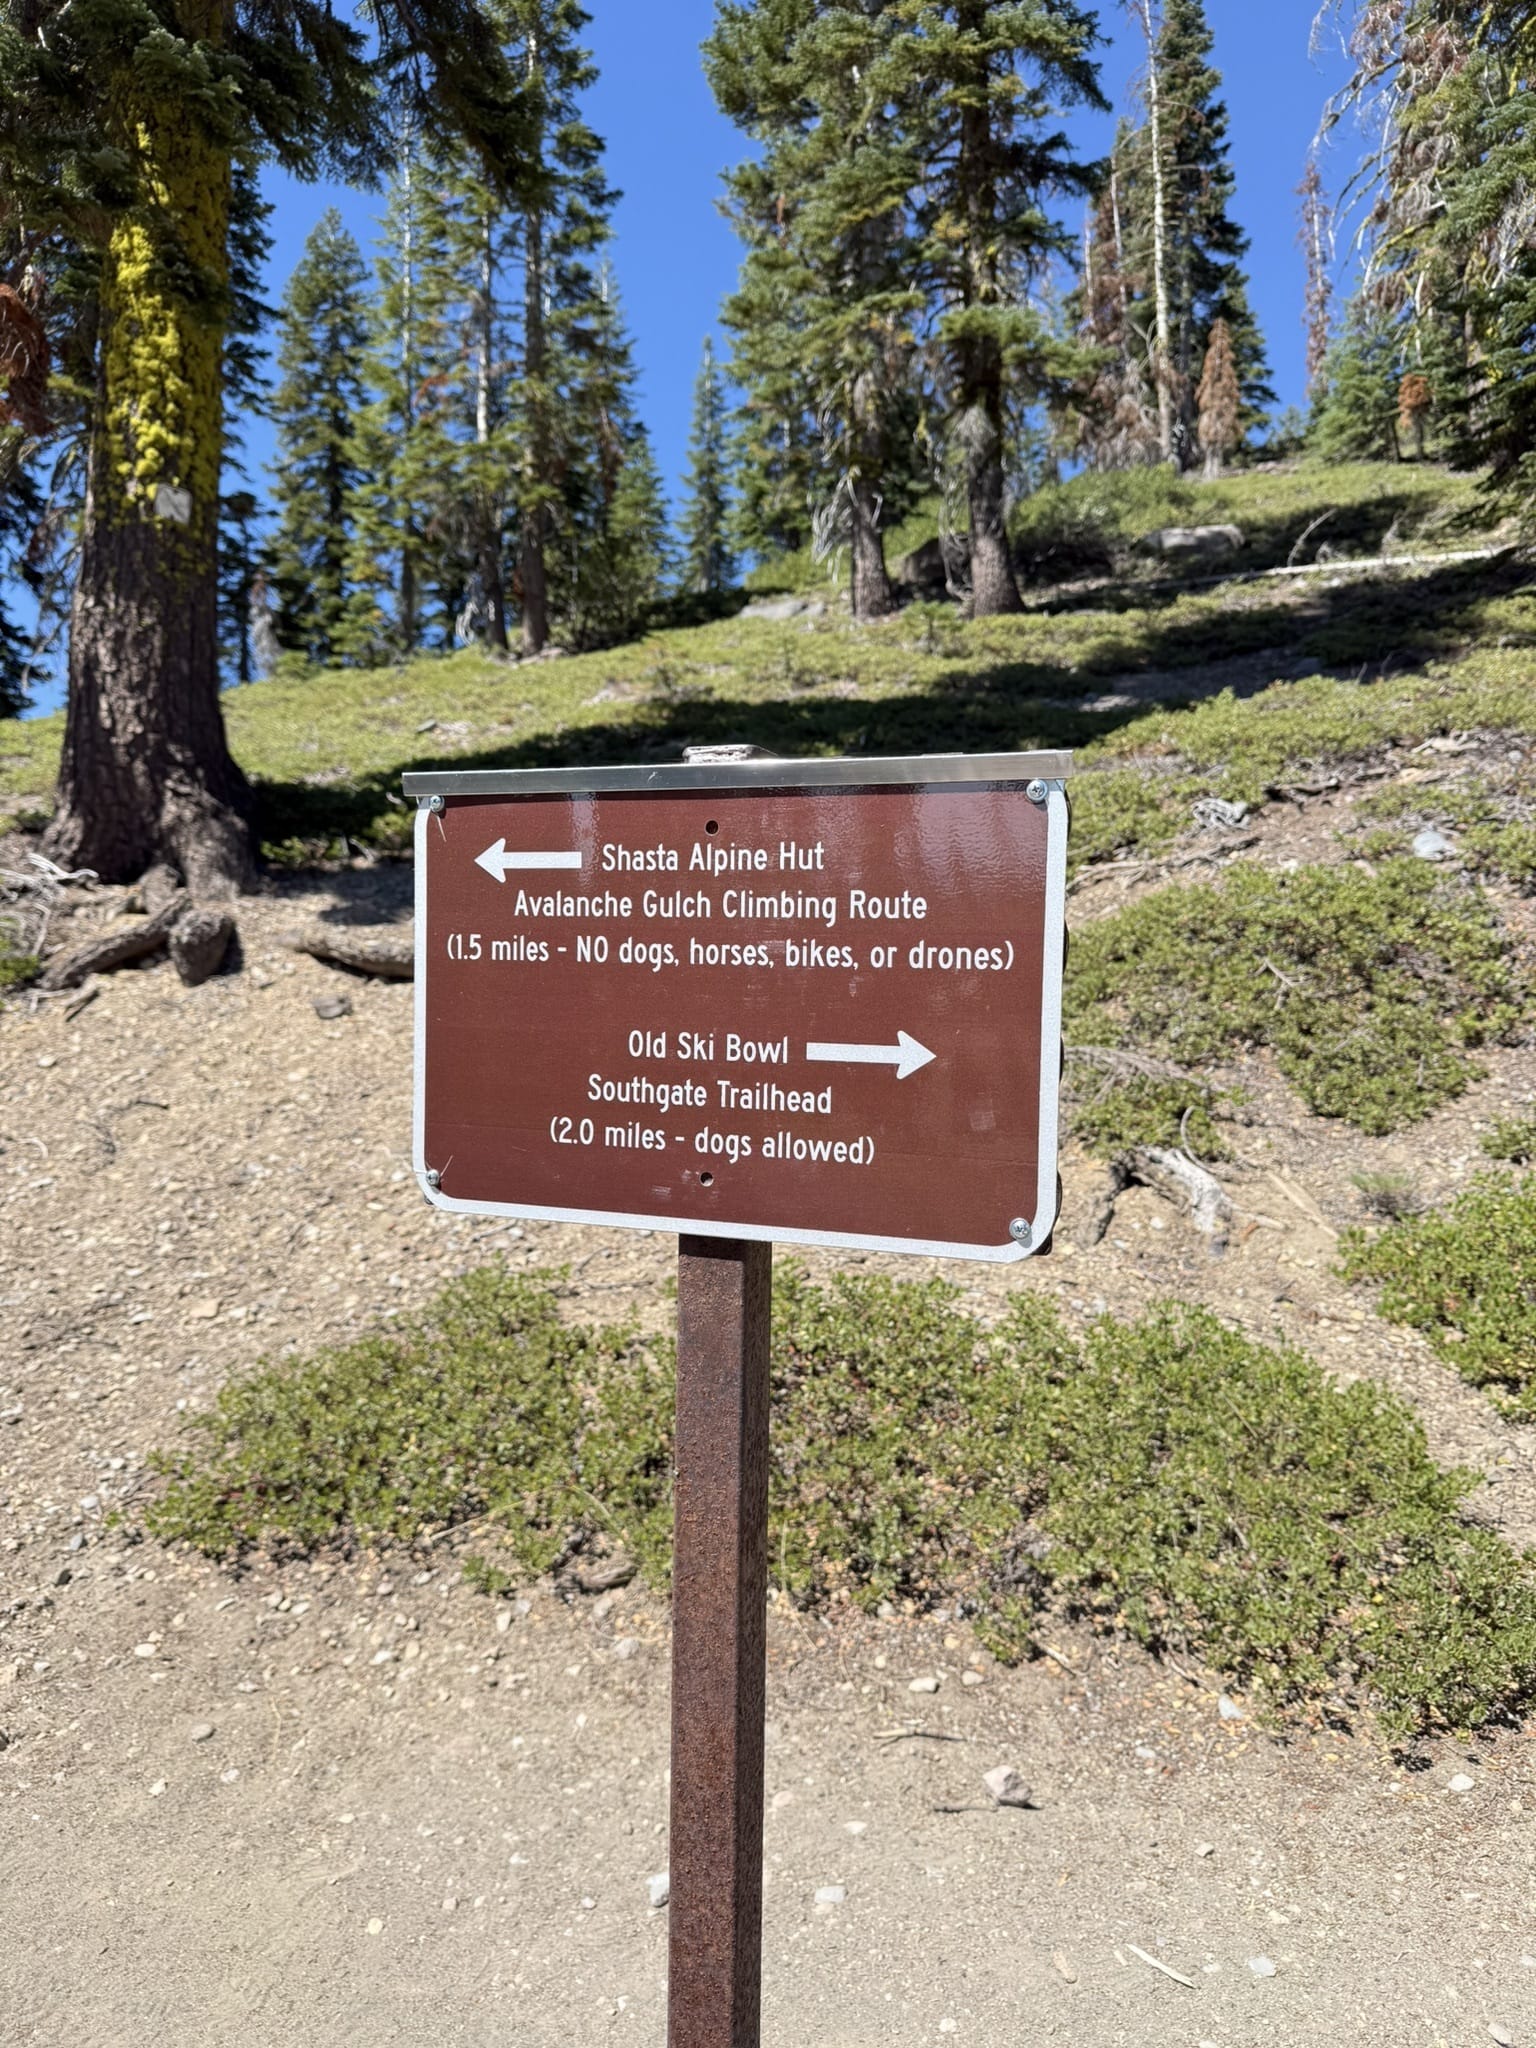 Shasta Alpine Hut
Avalanche Gulch Climbing Route
(1.5 miles - NO dogs, horses, bikes, or drones)
Old Ski Bowl
Southgate Trailhead
(2.0 miles - dogs allowed)